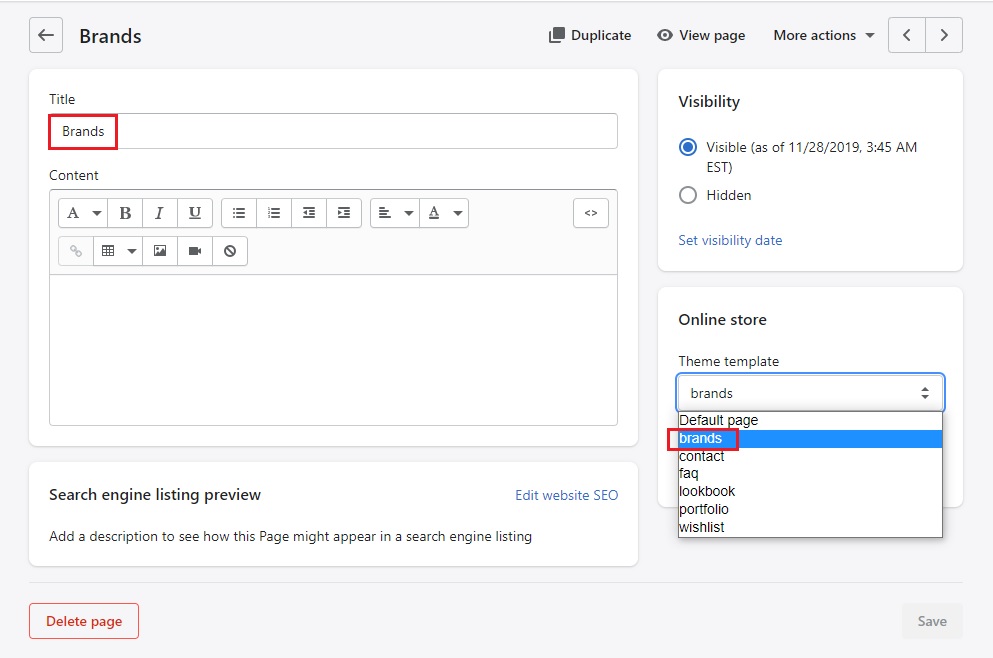 Brands
Duplicate
View page
More actions
Title
Brands
Content
A
B
I
U
A
<>
Search engine listing preview
Edit website SEO
Add a description to see how this Page might appear in a search engine listing
Visibility
Visible (as of 11/28/2019, 3:45 AM
EST)
Hidden
Set visibility date
Online store
Theme template
brands
Default page
brands
contact
faq
lookbook
portfolio
wishlist
Delete page
Save